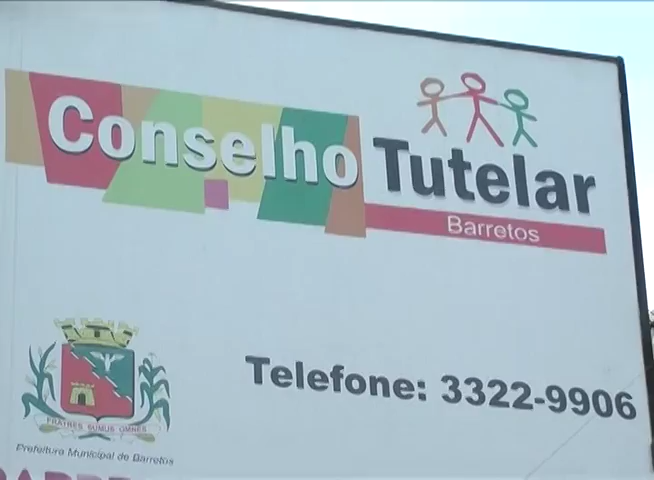 Conselho Tutelar
Barretos
Telefone: 3322-9906
FRATRES SUMUS OMNES
Prefeitura Municipal de Barretos